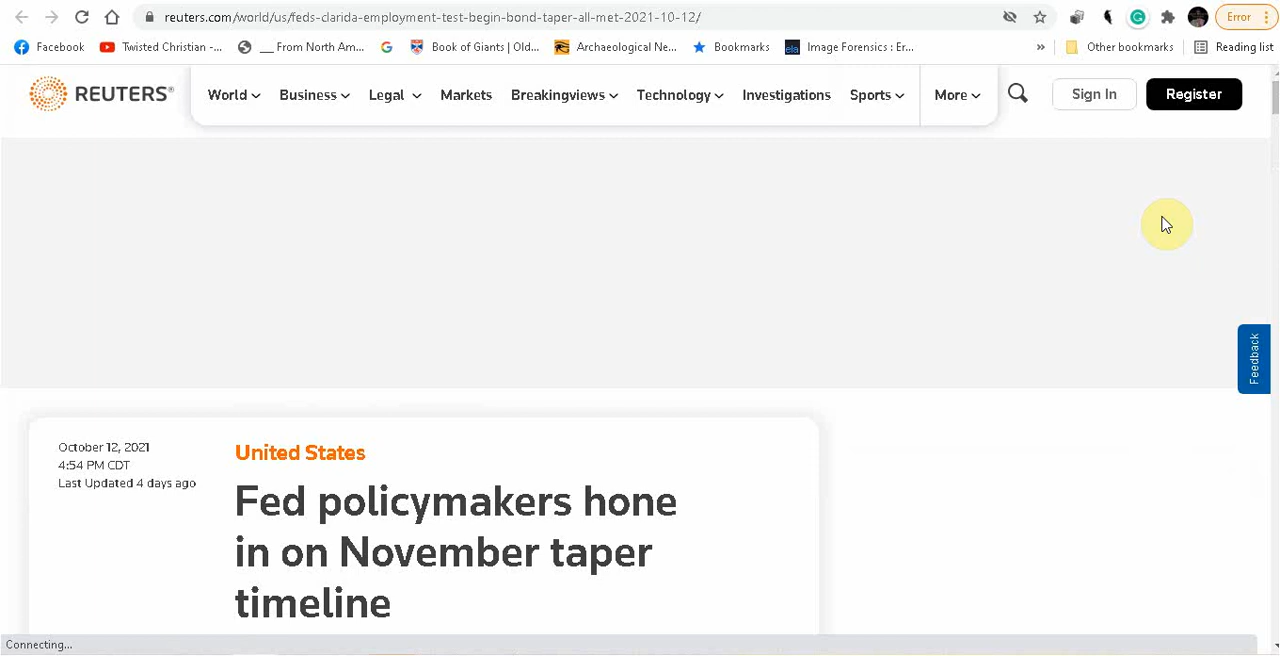 reuters.com/world/us/feds-clarida-employment-test-begin-bond-taper-all-met-2021-10-12/ Error
Facebook Twisted Christian -... __ From North Am... Book of Giants | Old... Archaeological Ne... Bookmarks ela Image Forensics : Er... » Other bookmarks Reading list
REUTERS® World Business Legal Markets Breakingviews Technology Investigations Sports More Sign In Register
Feedback
October 12, 2021
4:54 PM CDT
Last Updated 4 days ago
United States
Fed policymakers hone
in on November taper
timeline
Connecting...